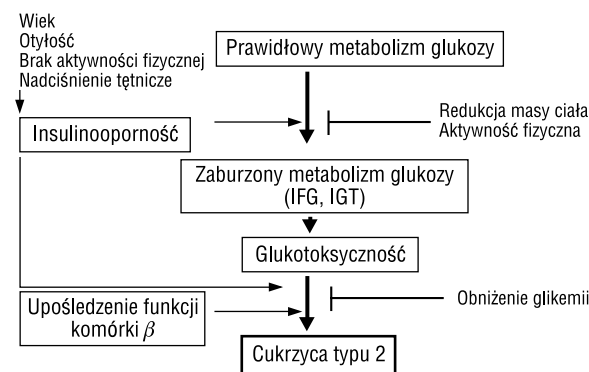 Wiek
Otyłość
Brak aktywności fizycznej
Nadciśnienie tętnicze
Prawidłowy metabolizm glukozy
Redukcja masy ciała
Aktywność fizyczna
Insulinooporność
Zaburzony metabolizm glukozy
(IFG, IGT)
Glukotoksyczność
Upośledzenie funkcji
komórki β
Obniżenie glikemii
Cukrzyca typu 2